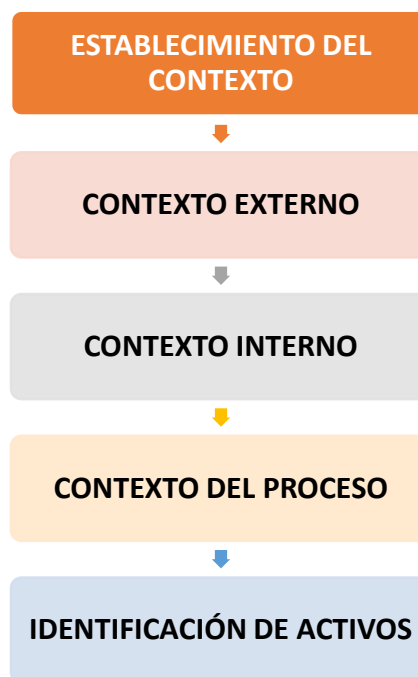 ESTABLECIMIENTO DEL
CONTEXTO
CONTEXTO EXTERNO
CONTEXTO INTERNO
CONTEXTO DEL PROCESO
IDENTIFICACIÓN DE ACTIVOS